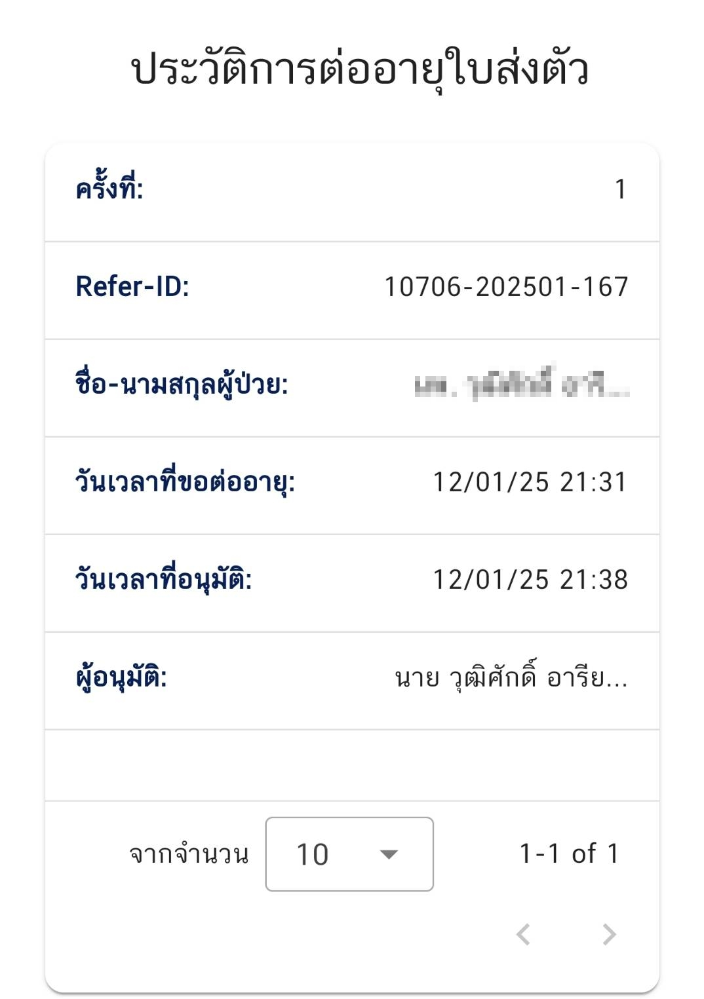 ประวัติการต่ออายุใบส่งตัว
ครั้งที่: 1
Refer-ID: 10706-202501-167
ชื่อ-นามสกุลผู้ป่วย:
วันเวลาที่ขอต่ออายุ: 12/01/25 21:31
วันเวลาที่อนุมัติ: 12/01/25 21:38
ผู้อนุมัติ: นาย วุฒิศักดิ์ อารีย...
จากจำนวน 10 1-1 of 1